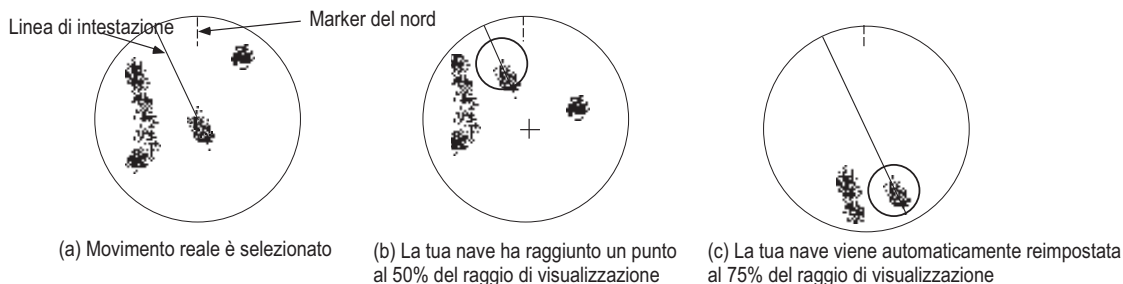 Linea di intestazione
Marker del nord
(a) Movimento reale è selezionato
(b) La tua nave ha raggiunto un punto
al 50% del raggio di visualizzazione
(c) La tua nave viene automaticamente reimpostata
al 75% del raggio di visualizzazione